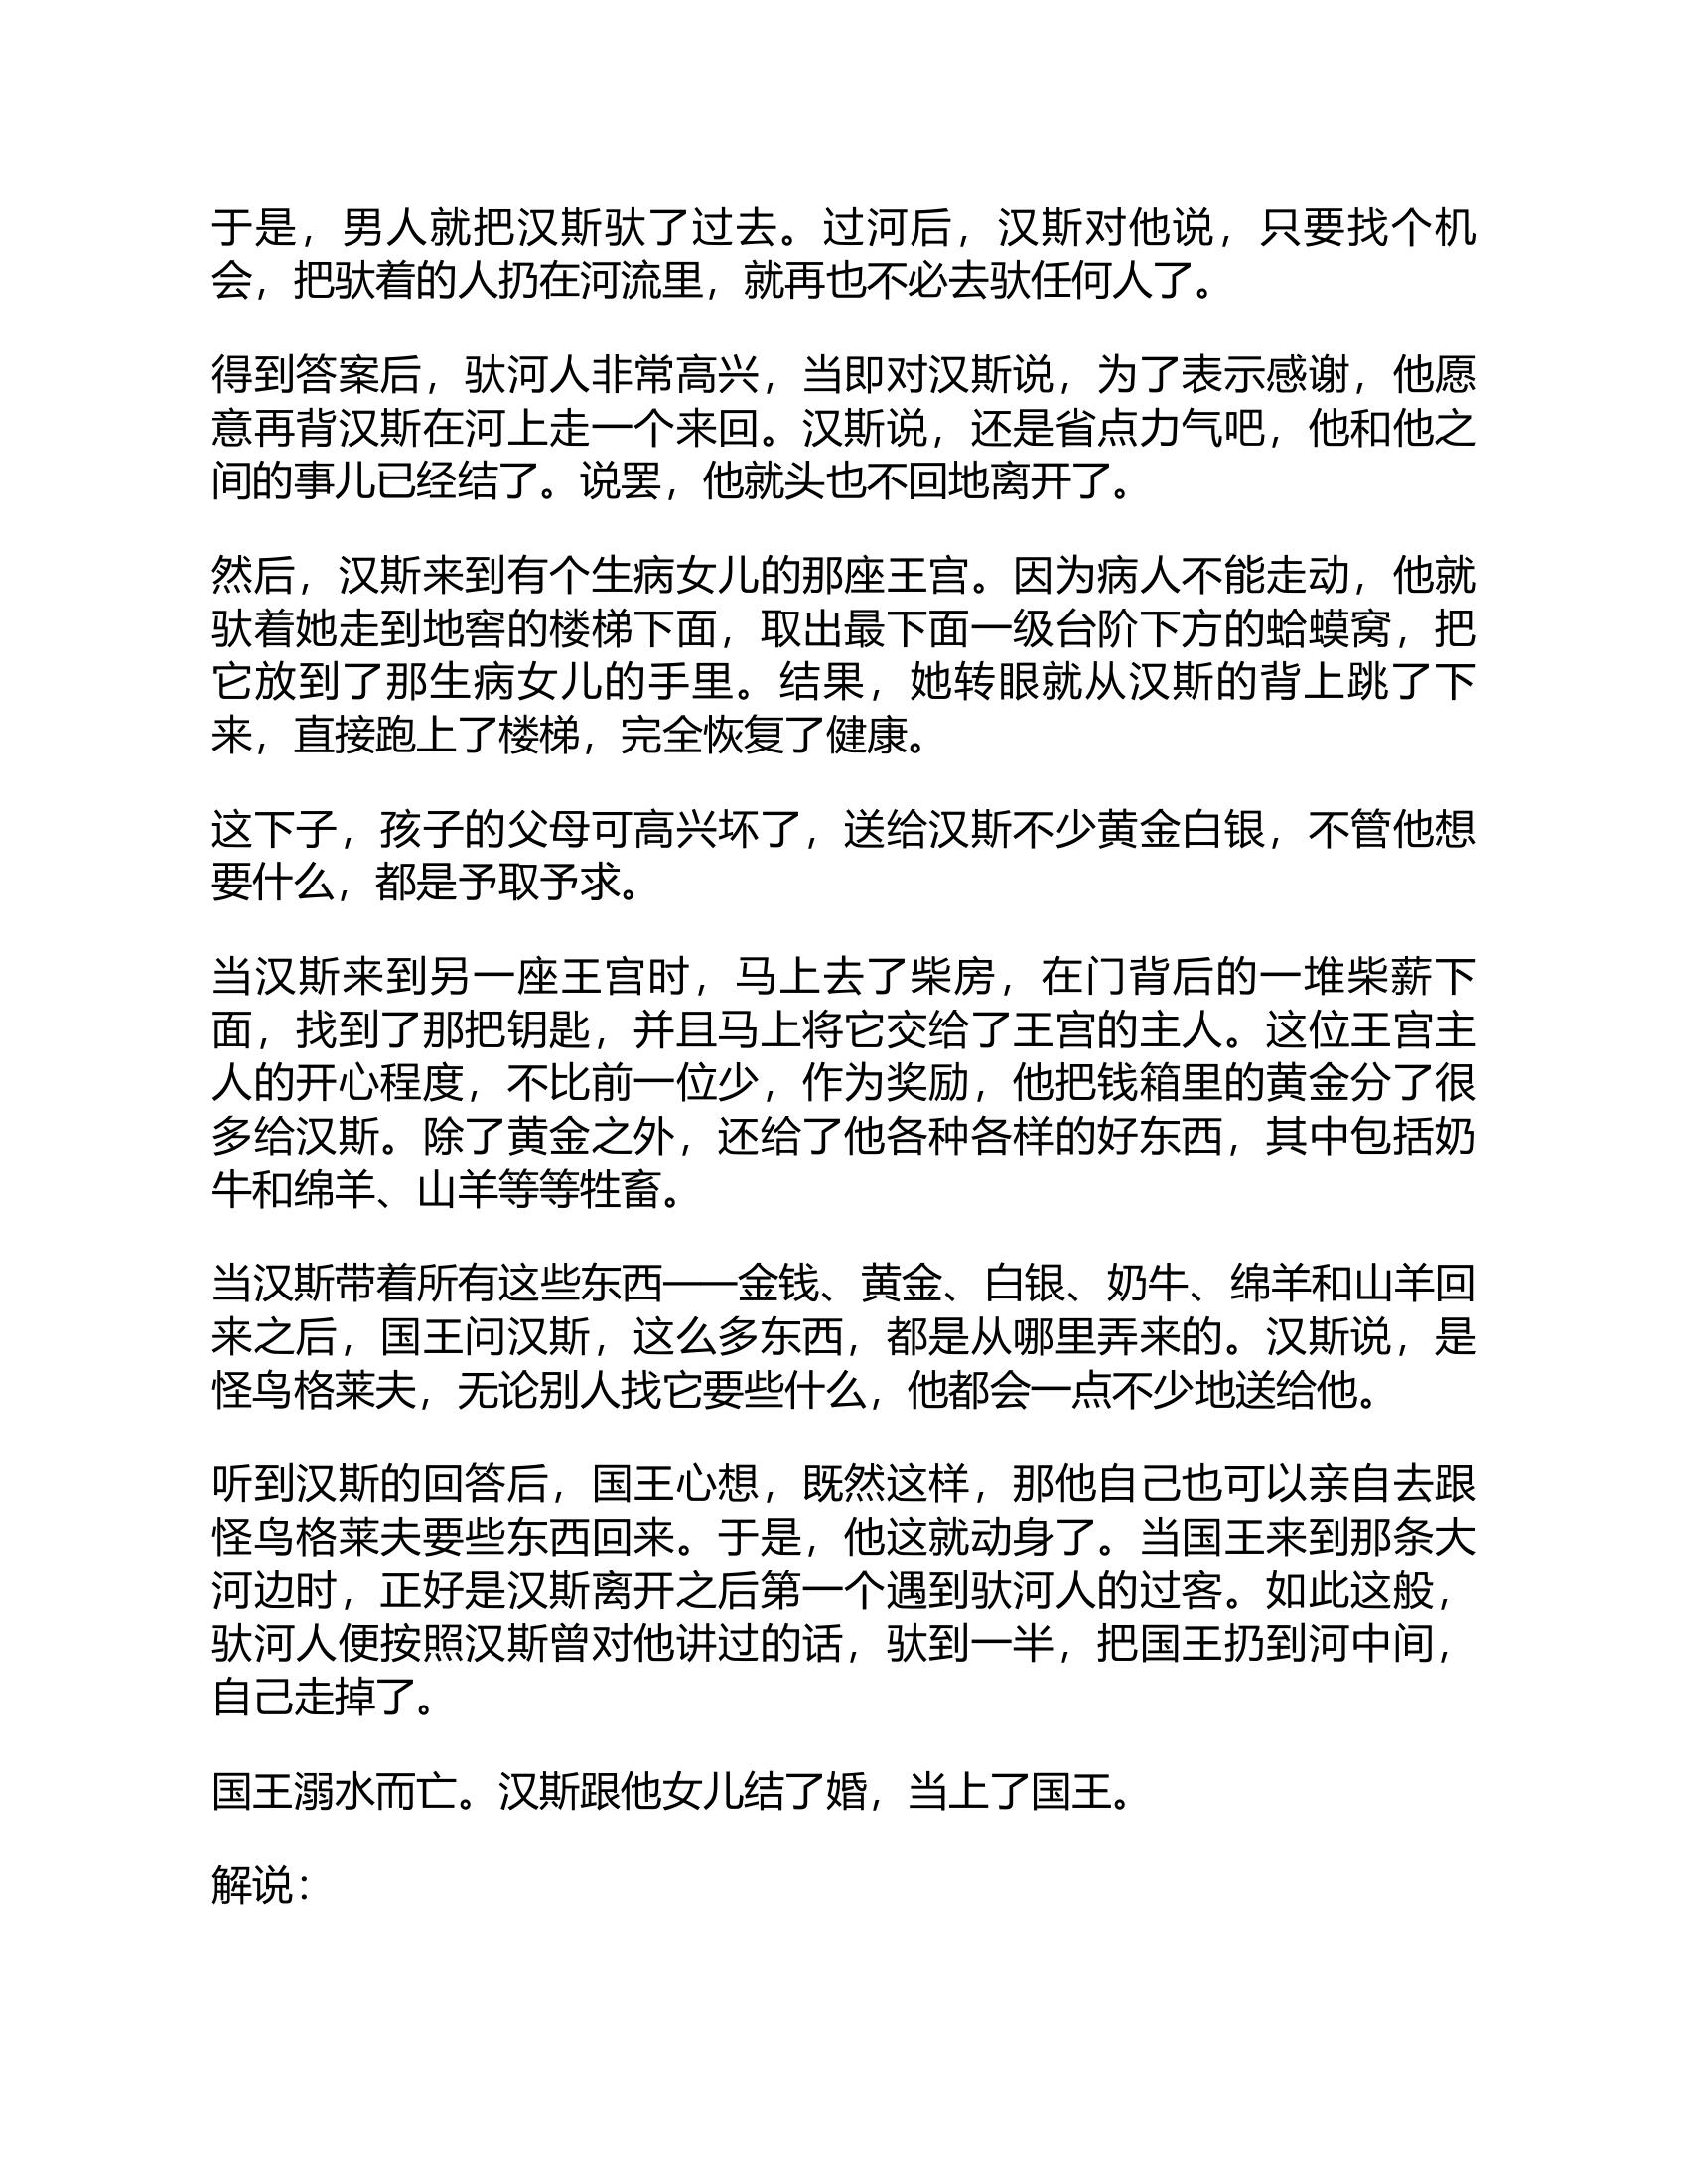 于是，男人就把汉斯驮了过去。过河后，汉斯对他说，只要找个机
会，把驮着的人扔在河流里，就再也不必去驮任何人了。
得到答案后，驮河人非常高兴，当即对汉斯说，为了表示感谢，他愿
意再背汉斯在河上走一个来回。汉斯说，还是省点力气吧，他和他之
间的事儿已经结了。说罢，他就头也不回地离开了。
然后，汉斯来到有个生病女儿的那座王宫。因为病人不能走动，他就
驮着她走到地窖的楼梯下面，取出最下面一级台阶下方的蛤蟆窝，把
它放到了那生病女儿的手里。结果，她转眼就从汉斯的背上跳了下
来，直接跑上了楼梯，完全恢复了健康。
这下子，孩子的父母可高兴坏了，送给汉斯不少黄金白银，不管他想
要什么，都是予取予求。
当汉斯来到另一座王宫时，马上去了柴房，在门背后的一堆柴薪下
面，找到了那把钥匙，并且马上将它交给了王宫的主人。这位王宫主
人的开心程度，不比前一位少，作为奖励，他把钱箱里的黄金分了很
多给汉斯。除了黄金之外，还给了他各种各样的好东西，其中包括奶
牛和绵羊、山羊等等牲畜。
当汉斯带着所有这些东西——金钱、黄金、白银、奶牛、绵羊和山羊回
来之后，国王问汉斯，这么多东西，都是从哪里弄来的。汉斯说，是
怪鸟格莱夫，无论别人找它要些什么，他都会一点不少地送给他。
听到汉斯的回答后，国王心想，既然这样，那他自己也可以亲自去跟
怪鸟格莱夫要些东西回来。于是，他这就动身了。当国王来到那条大
河边时，正好是汉斯离开之后第一个遇到驮河人的过客。如此这般，
驮河人便按照汉斯曾对他讲过的话，驮到一半，把国王扔到河中间，
自己走掉了。
国王溺水而亡。汉斯跟他女儿结了婚，当上了国王。
解说：